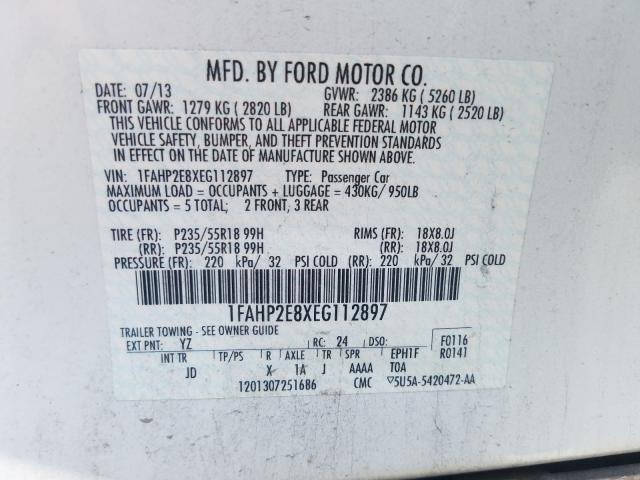 MFD. BY FORD MOTOR CO.
DATE: 07/13 GVWR: 2386 KG ( 5260 LB)
FRONT GAWR: 1279 KG ( 2820 LB) REAR GAWR: 1143 KG ( 2520 LB)
THIS VEHICLE CONFORMS TO ALL APPLICABLE FEDERAL MOTOR
VEHICLE SAFETY, BUMPER, AND THEFT PREVENTION STANDARDS
IN EFFECT ON THE DATE OF MANUFACTURE SHOWN ABOVE.
VIN: 1FAHP2E8XEG112897 TYPE: Passenger Car
MAXIMUM LOAD = OCCUPANTS + LUGGAGE = 430KG/ 950LB
OCCUPANTS = 5 TOTAL; 2 FRONT; 3 REAR
TIRE (FR): P235/55R18 99H RIMS (FR): 18X8.0J
(RR): P235/55R18 99H (RR): 18X8.0J
PRESSURE (FR): 220 kPa/ 32 PSI COLD (RR): 220 kPa/ 32 PSI COLD
1FAHP2E8XEG112897
TRAILER TOWING - SEE OWNER GUIDE
EXT PNT: YZ RC: 24 DSO: F0116
INT TR TP/PS R AXLE TR SPR EPH1F R0141
JD X 1A J AAAA TOA
1201307251686 CMC 5U5A-5420472-AA